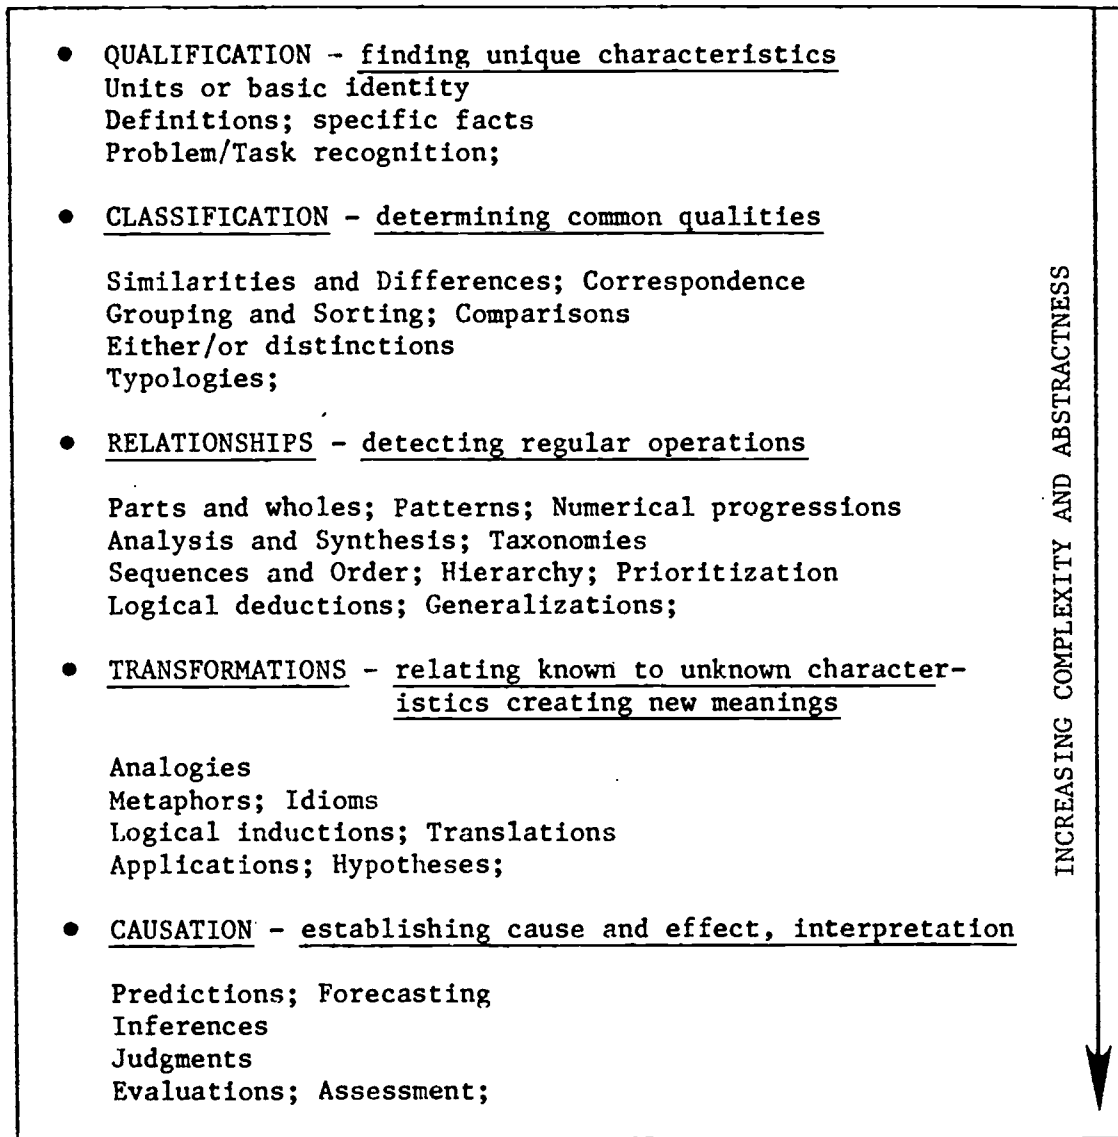 • QUALIFICATION - finding unique characteristics
Units or basic identity
Definitions; specific facts
Problem/Task recognition;
• CLASSIFICATION - determining common qualities
Similarities and Differences; Correspondence
Grouping and Sorting; Comparisons
Either/or distinctions
Typologies;
• RELATIONSHIPS - detecting regular operations
Parts and wholes; Patterns; Numerical progressions
Analysis and Synthesis; Taxonomies
Sequences and Order; Hierarchy; Prioritization
Logical deductions; Generalizations;
• TRANSFORMATIONS - relating known to unknown character-
istics creating new meanings
Analogies
Metaphors; Idioms
Logical inductions; Translations
Applications; Hypotheses;
• CAUSATION - establishing cause and effect, interpretation
Predictions; Forecasting
Inferences
Judgments
Evaluations; Assessment;
INCREASING COMPLEXITY AND ABSTRACTNESS